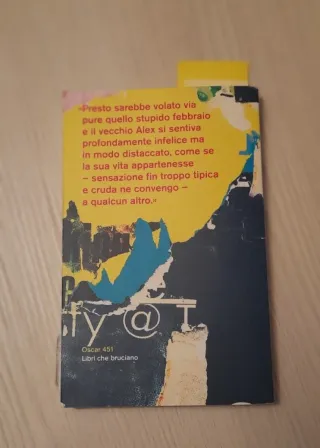 «Presto sarebbe volato via
pure quello stupido febbraio
e il vecchio Alex si sentiva
profondamente infelice ma
in modo distaccato, come se
la sua vita appartenesse
– sensazione fin troppo tipica
e cruda ne convengo –
a qualcun altro.»
ty @ T
Oscar 451
Libri che bruciano